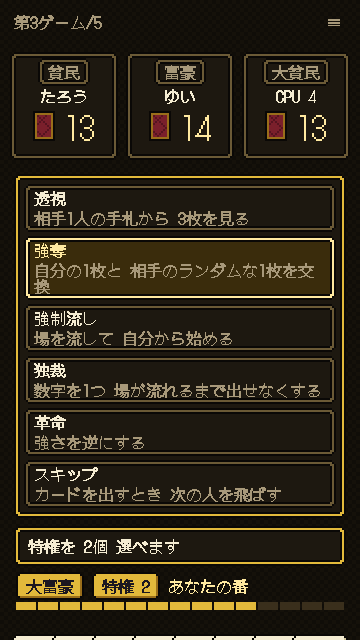 第3ゲーム/5
貧民
富豪
大貧民
たろう
ゆい
CPU 4
13
14
13
透視
相手1人の手札から 3枚を見る
強奪
自分の1枚と 相手のランダムな1枚を交
換
強制流し
場を流して 自分から始める
独裁
数字を1つ 場が流れるまで出せなくする
革命
強さを逆にする
スキップ
カードを出すとき 次の人を飛ばす
特権を 2個 選べます
大富豪 特権 2 あなたの番